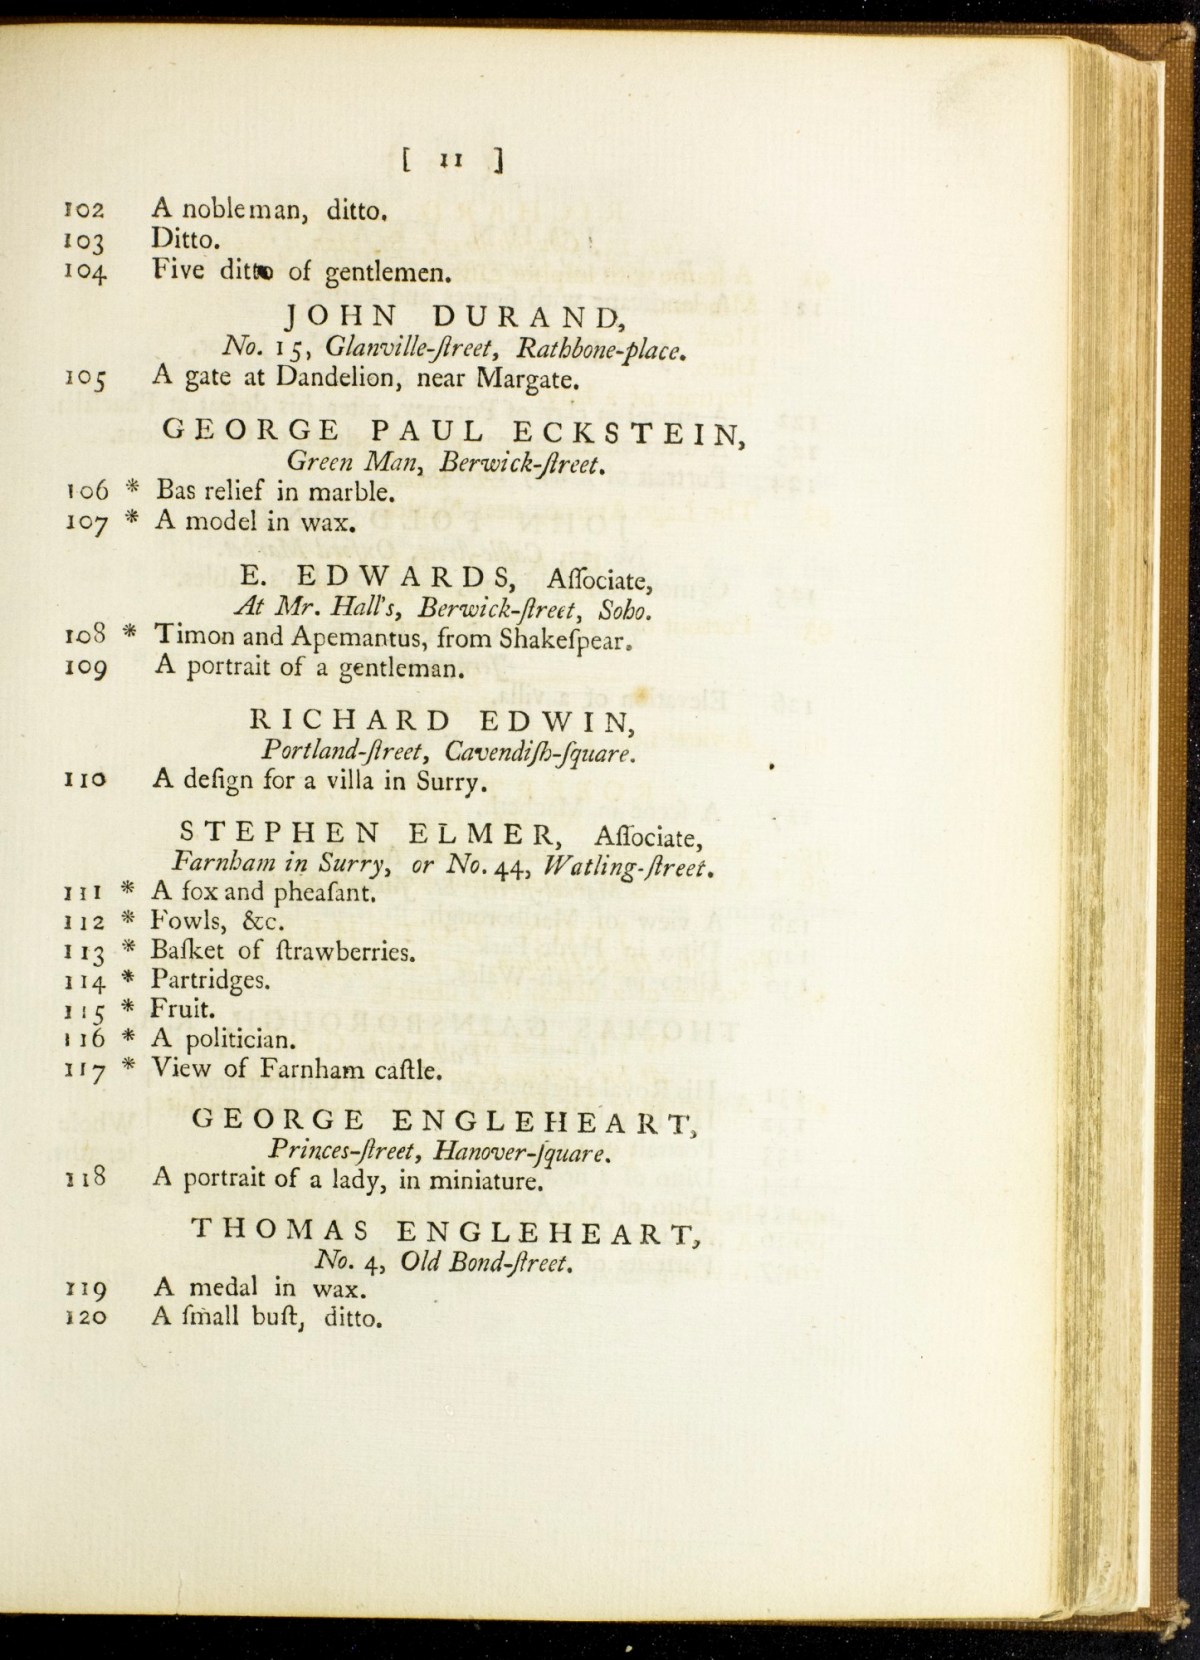 [ 11 ]
102 A nobleman, ditto.
103 Ditto.
104 Five ditto of gentlemen.
JOHN DURAND,
No. 15, Glanville-ſtreet, Rathbone-place.
105 A gate at Dandelion, near Margate.
GEORGE PAUL ECKSTEIN,
Green Man, Berwick-ſtreet.
106 * Bas relief in marble.
107 * A model in wax.
E. EDWARDS, Aſſociate,
At Mr. Hall's, Berwick-ſtreet, Soho.
108 * Timon and Apemantus, from Shakeſpear.
109 A portrait of a gentleman.
RICHARD EDWIN,
Portland-ſtreet, Cavendiſh-ſquare.
110 A deſign for a villa in Surry.
STEPHEN ELMER, Aſſociate,
Farnham in Surry, or No. 44, Watling-ſtreet.
111 * A fox and pheaſant.
112 * Fowls, &c.
113 * Baſket of ſtrawberries.
114 * Partridges.
115 * Fruit.
116 * A politician.
117 * View of Farnham caſtle.
GEORGE ENGLEHEART,
Princes-ſtreet, Hanover-ſquare.
118 A portrait of a lady, in miniature.
THOMAS ENGLEHEART,
No. 4, Old Bond-ſtreet.
119 A medal in wax.
120 A ſmall buſt, ditto.